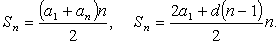 $S_n = \frac{(a_1 + a_n)n}{2}, \quad S_n = \frac{2a_1 + d(n-1)}{2}n.$